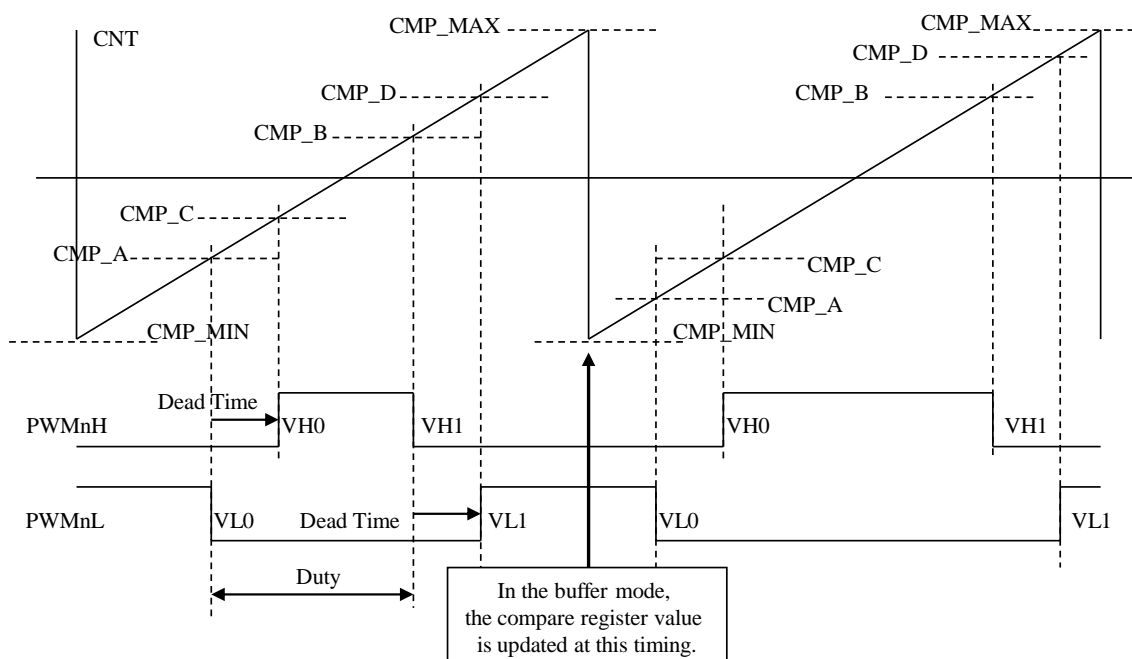 CNT
CMP_MAX
CMP_MAX
CMP_D
CMP_D
CMP_B
CMP_B
CMP_C
CMP_A
CMP_C
CMP_A
CMP_MIN
CMP_MIN
Dead Time
PWMnH
VH0
VH1
VH0
VH1
PWMnL
VL0
Dead Time
VL1
VL0
VL1
Duty
In the buffer mode,
the compare register value
is updated at this timing.